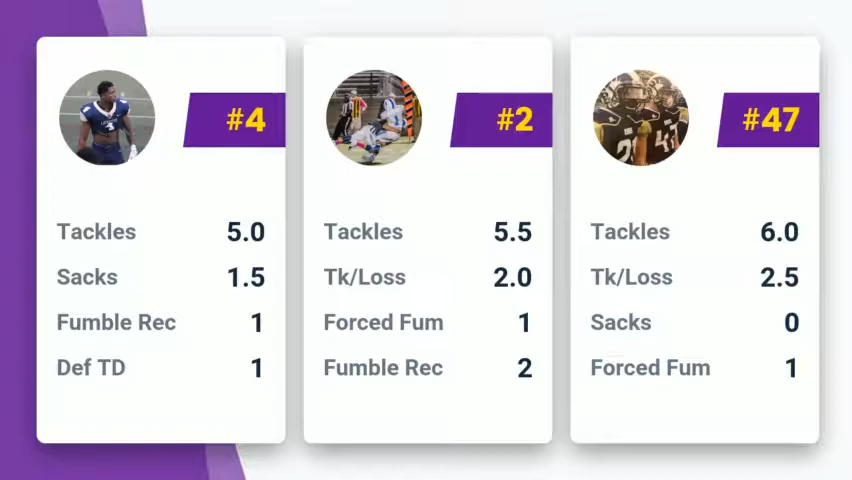 #4
Tackles 5.0
Sacks 1.5
Fumble Rec 1
Def TD 1
#2
Tackles 5.5
Tk/Loss 2.0
Forced Fum 1
Fumble Rec 2
#47
Tackles 6.0
Tk/Loss 2.5
Sacks 0
Forced Fum 1